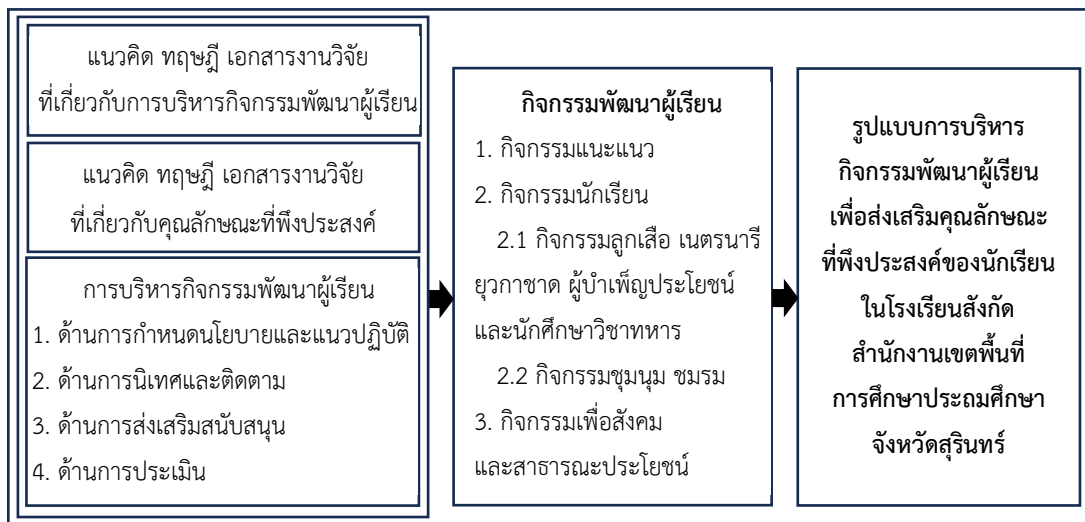 แนวคิด ทฤษฎี เอกสารงานวิจัย
ที่เกี่ยวกับการบริหารกิจกรรมพัฒนาผู้เรียน
แนวคิด ทฤษฎี เอกสารงานวิจัย
ที่เกี่ยวกับคุณลักษณะที่พึงประสงค์
การบริหารกิจกรรมพัฒนาผู้เรียน
1. ด้านการกำหนดนโยบายและแนวปฏิบัติ
2. ด้านการนิเทศและติดตาม
3. ด้านการส่งเสริมสนับสนุน
4. ด้านการประเมิน
กิจกรรมพัฒนาผู้เรียน
1. กิจกรรมแนะแนว
2. กิจกรรมนักเรียน
2.1 กิจกรรมลูกเสือ เนตรนารี
ยุวกาชาด ผู้บำเพ็ญประโยชน์
และนักศึกษาวิชาทหาร
2.2 กิจกรรมชุมนุม ชมรม
3. กิจกรรมเพื่อสังคม
และสาธารณะประโยชน์
รูปแบบการบริหาร
กิจกรรมพัฒนาผู้เรียน
เพื่อส่งเสริมคุณลักษณะ
ที่พึงประสงค์ของนักเรียน
ในโรงเรียนสังกัด
สำนักงานเขตพื้นที่
การศึกษาประถมศึกษา
จังหวัดสุรินทร์